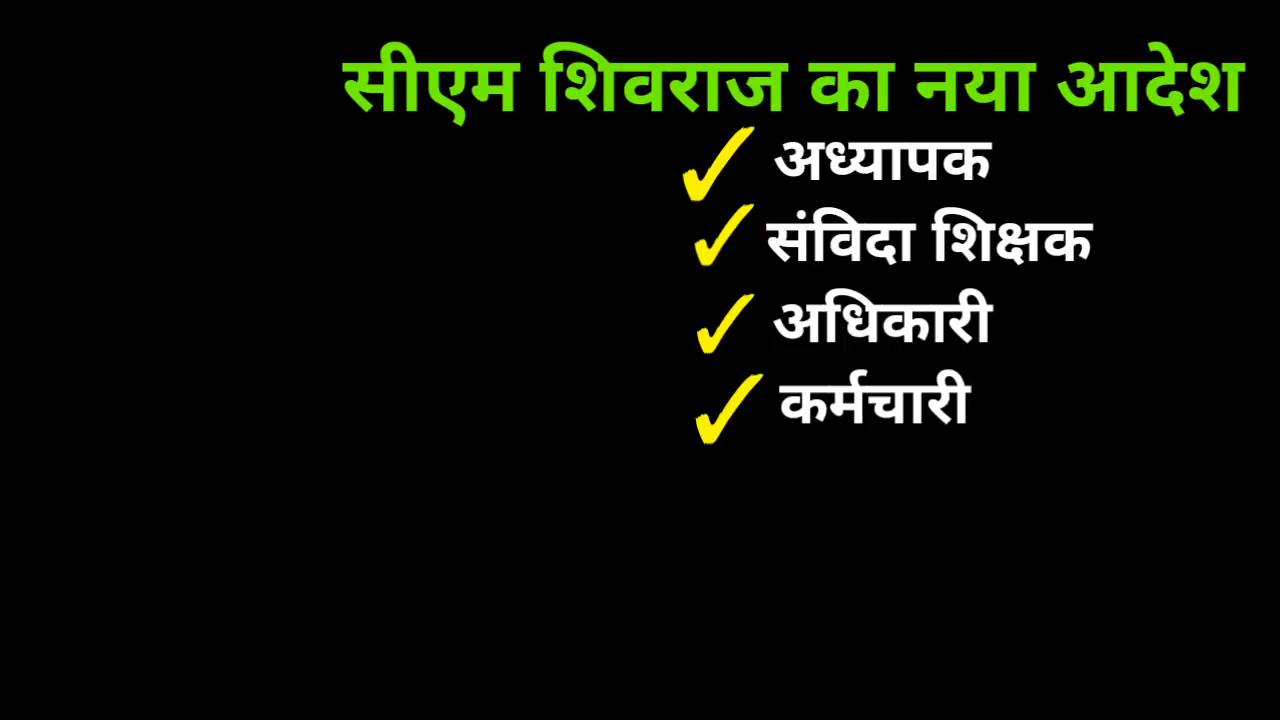 सीएम शिवराज का नया आदेश
✓ अध्यापक
✓ संविदा शिक्षक
✓ अधिकारी
✓ कर्मचारी